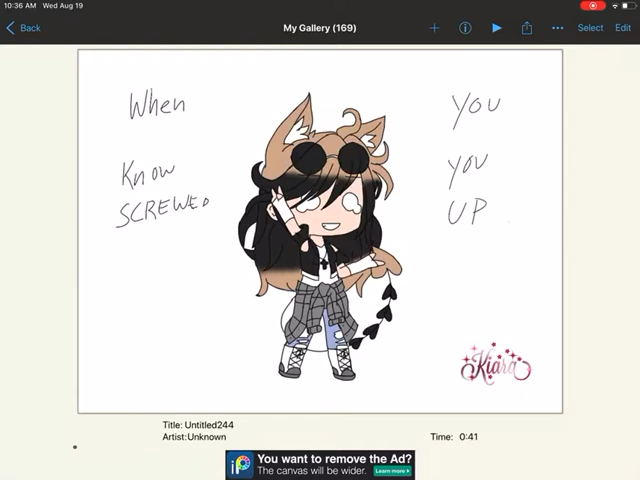 10:36 AM Wed Aug 19
Back
My Gallery (169)
Select
Edit
When YOU
Know YOU
SCREWED UP
Kiara
Title: Untitled244
Artist:Unknown
Time: 0:41
iP
You want to remove the Ad?
The canvas will be wider.
Learn more